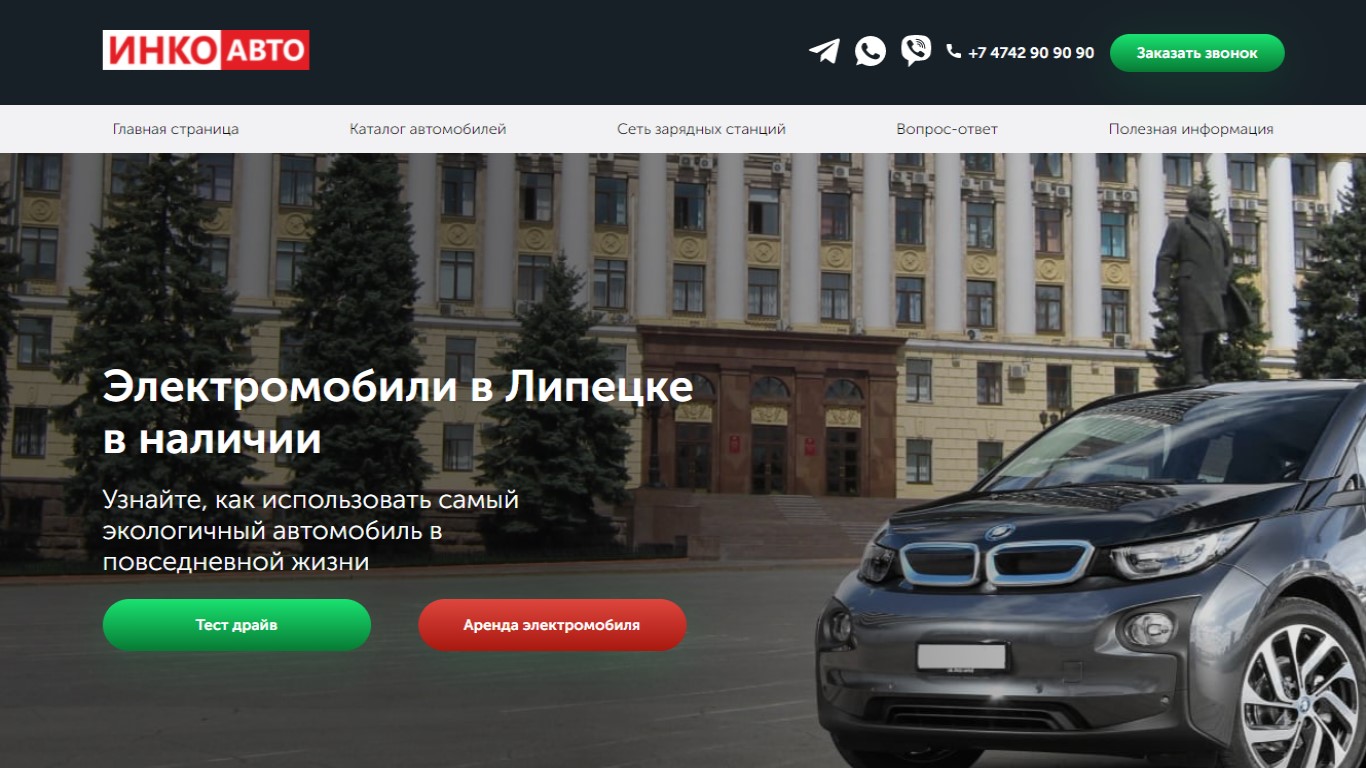 ИНКО АВТО
+7 4742 90 90 90
Заказать звонок
Главная страница
Каталог автомобилей
Сеть зарядных станций
Вопрос-ответ
Полезная информация
Электромобили в Липецке
в наличии
Узнайте, как использовать самый
экологичный автомобиль в
повседневной жизни
Тест драйв
Аренда электромобиля